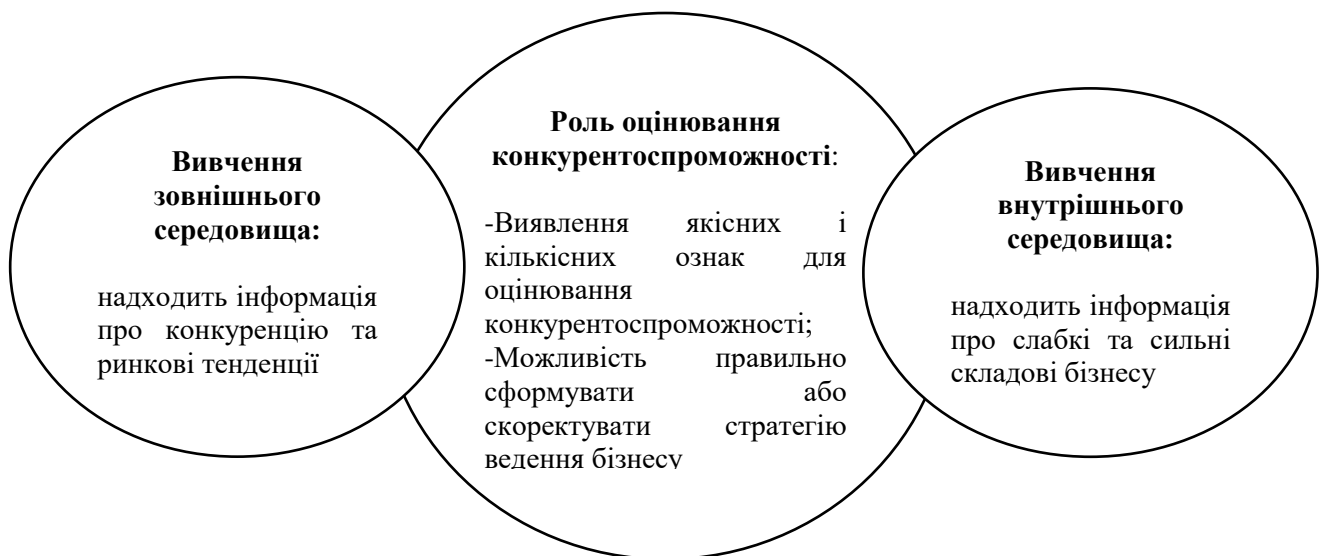 Вивчення
зовнішнього
середовища:
надходить інформація
про конкуренцію та
ринкові тенденції
Роль оцінювання
конкурентоспроможності:
-Виявлення якісних і
кількісних ознак для
оцінювання
конкурентоспроможності;
-Можливість правильно
сформувати або
скоректувати стратегію
ведення бізнесу
Вивчення
внутрішнього
середовища:
надходить інформація
про слабкі та сильні
складові бізнесу